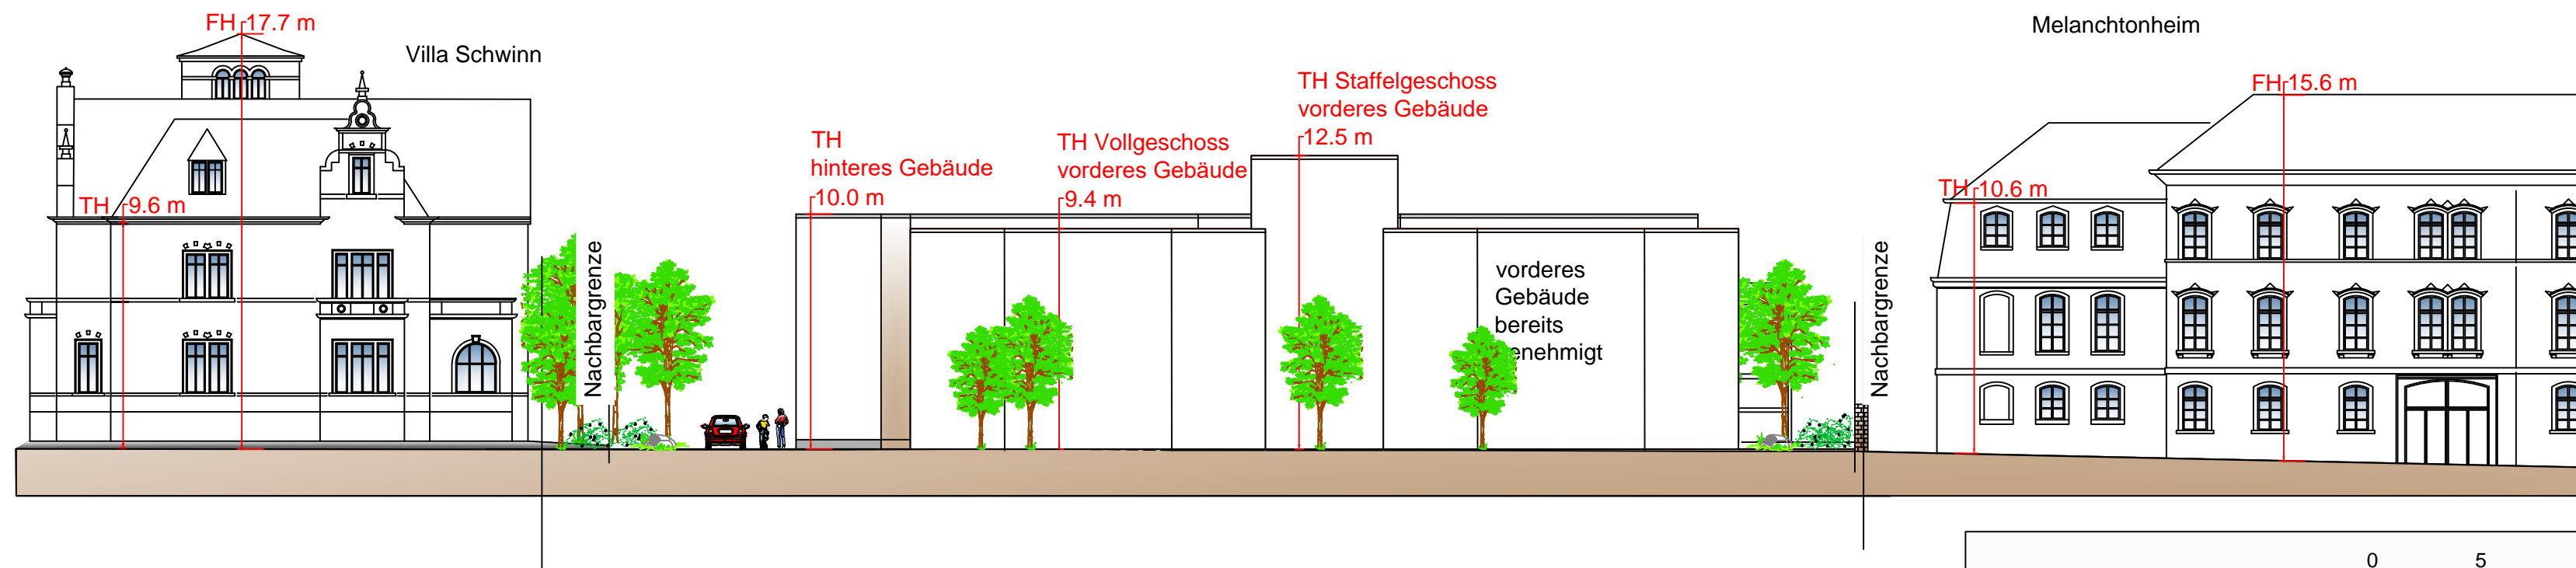 FH 17.7 m
Villa Schwinn
TH 9.6 m
Nachbargrenze
TH
hinteres Gebäude
10.0 m
TH Vollgeschoss
vorderes Gebäude
9.4 m
TH Staffelgeschoss
vorderes Gebäude
12.5 m
vorderes
Gebäude
bereits
enehmigt
Nachbargrenze
Melanchtonheim
TH 10.6 m
FH 15.6 m
0 5